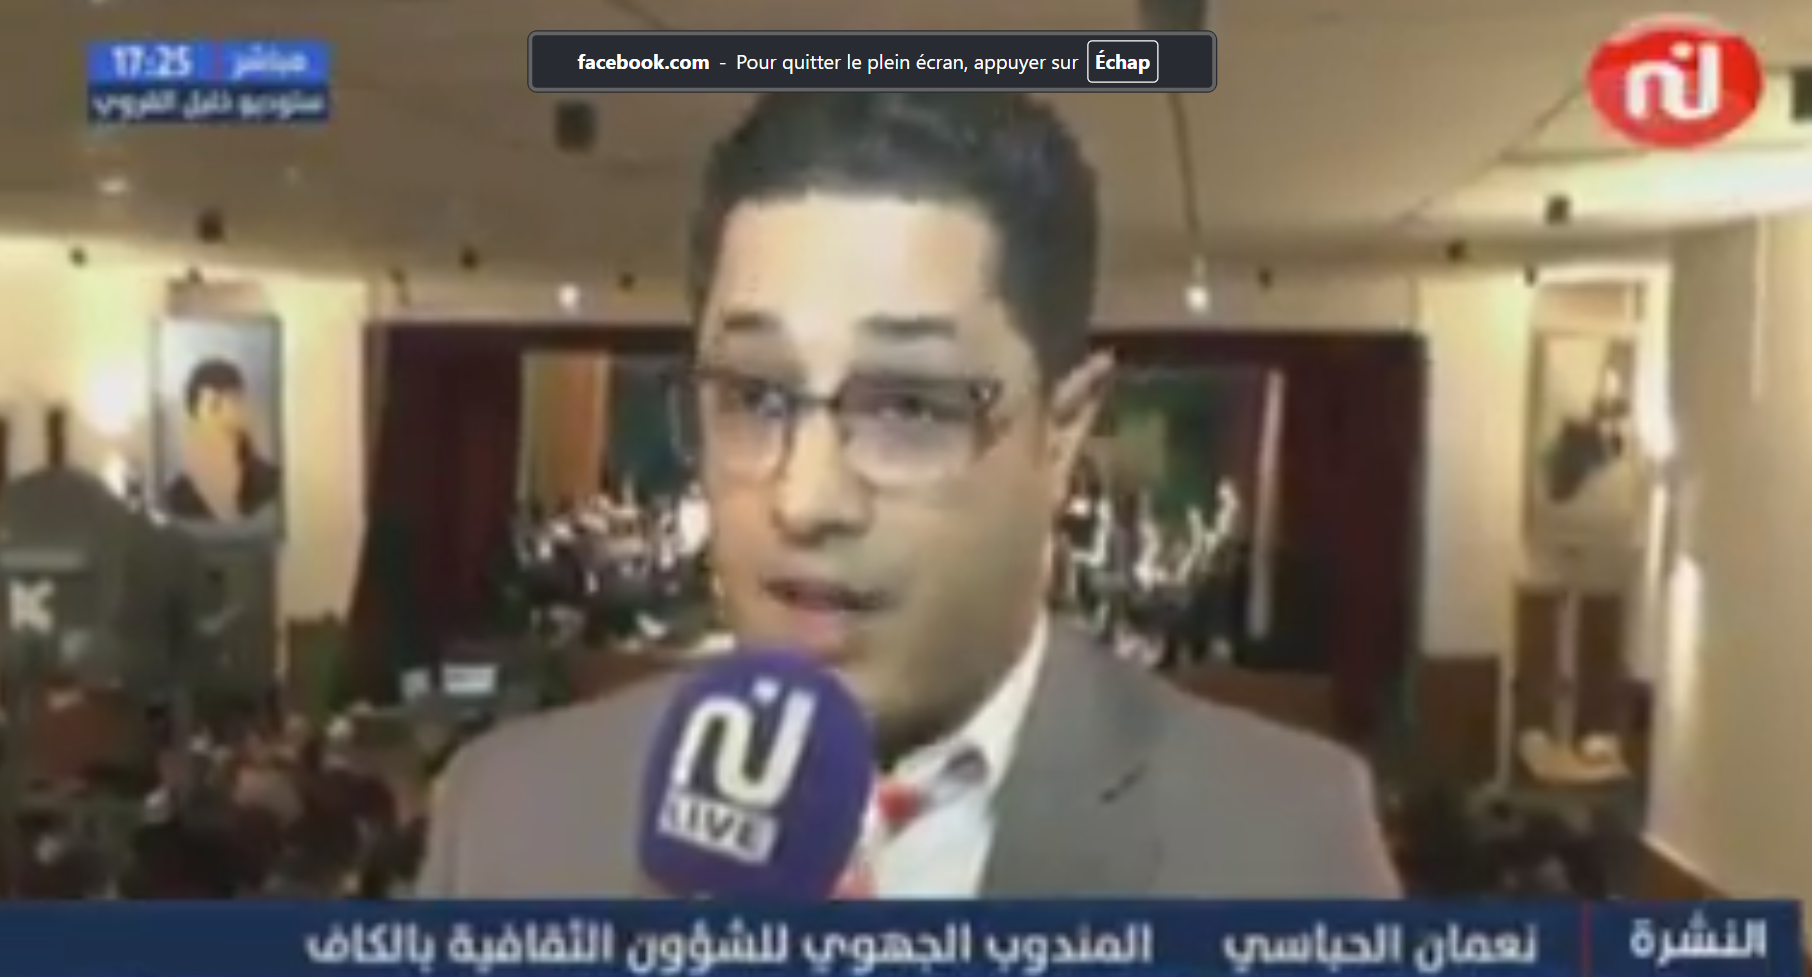 17:25 مباشر
ستوديو خليل القروي
facebook.com - Pour quitter le plein écran, appuyer sur Échap
LIVE
النشرة نعمان الحباسي المندوب الجهوي للشؤون الثقافية بالكاف